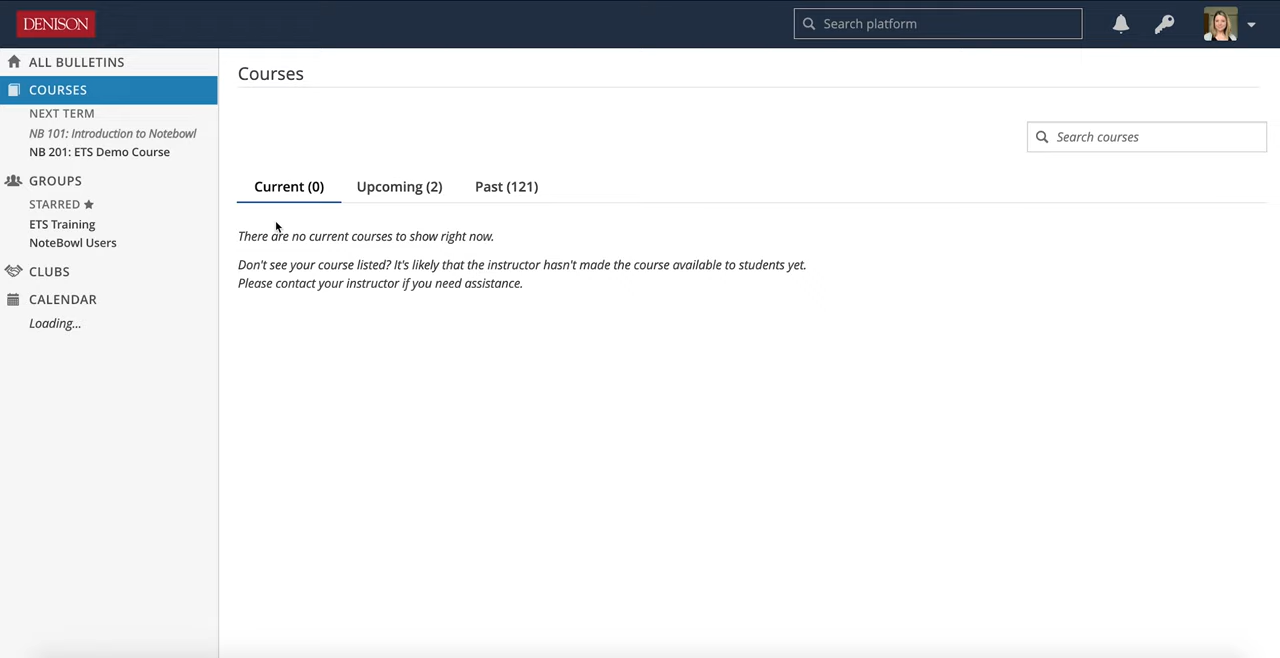 DENISON
Search platform
ALL BULLETINS
COURSES
NEXT TERM
NB 101: Introduction to Notebowl
NB 201: ETS Demo Course
GROUPS
STARRED ★
ETS Training
NoteBowl Users
CLUBS
CALENDAR
Loading...
Courses
Search courses
Current (0) Upcoming (2) Past (121)
There are no current courses to show right now.
Don't see your course listed? It's likely that the instructor hasn't made the course available to students yet.
Please contact your instructor if you need assistance.